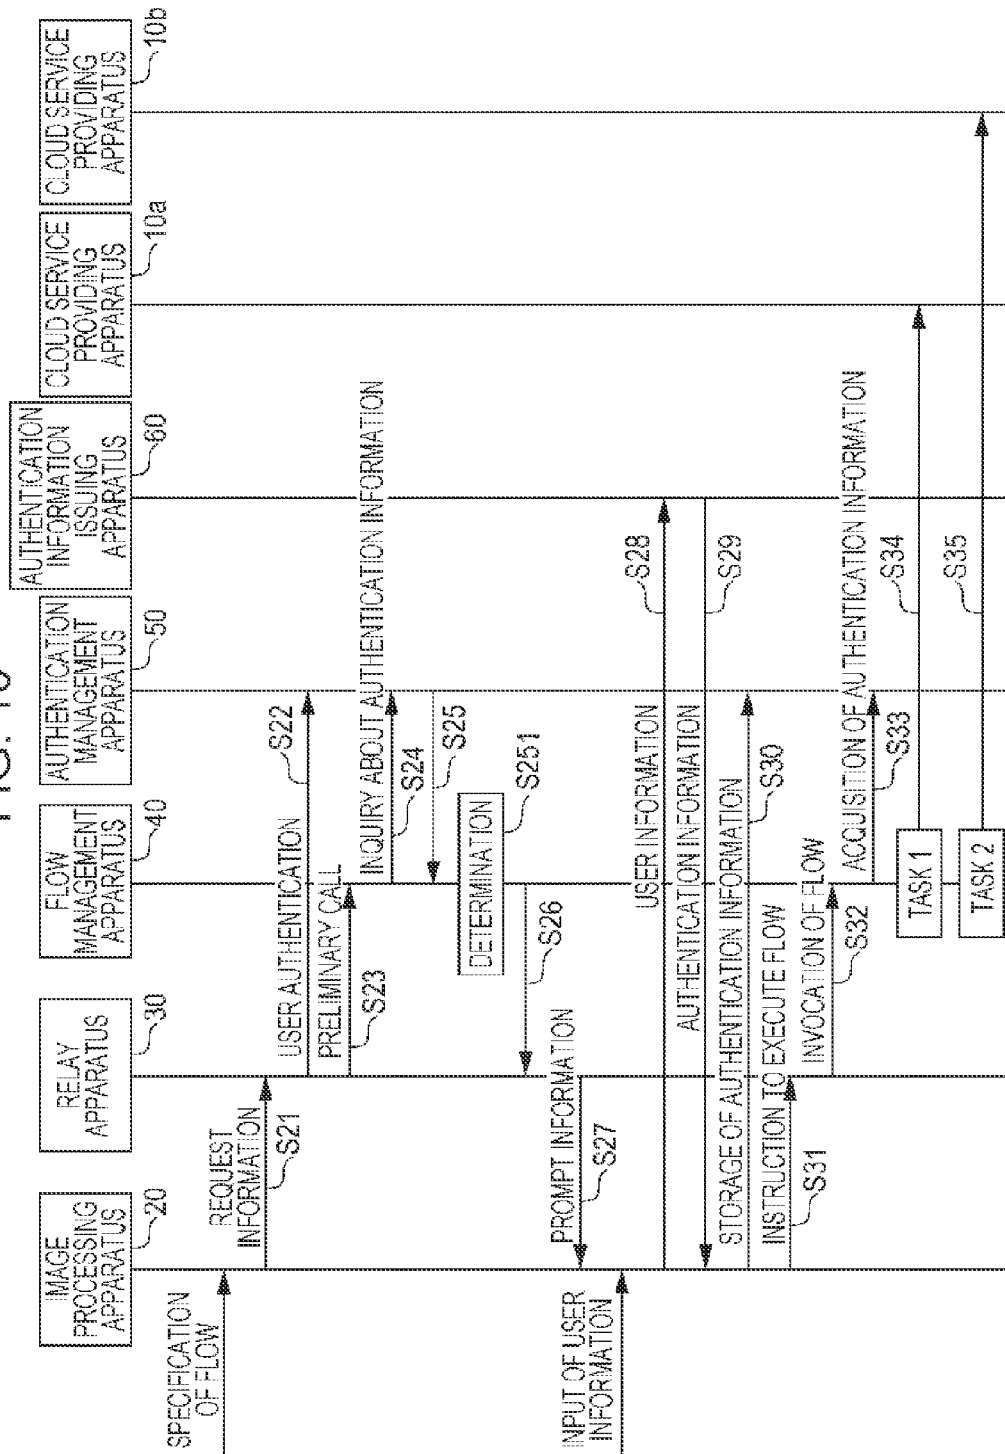 IMAGE
PROCESSING
APPARATUS
20
RELAY
APPARATUS
30
FLOW
MANAGEMENT
APPARATUS
40
AUTHENTICATION
MANAGEMENT
APPARATUS
50
AUTHENTICATION
INFORMATION
ISSUING
APPARATUS
60
CLOUD SERVICE
PROVIDING
APPARATUS
10a
CLOUD SERVICE
PROVIDING
APPARATUS
10b
SPECIFICATION
OF FLOW
REQUEST
INFORMATION
S21
USER AUTHENTICATION
S22
PRELIMINARY CALL
S23
INQUIRY ABOUT AUTHENTICATION INFORMATION
S24
S25
DETERMINATION
S251
S26
PROMPT INFORMATION
S27
INPUT OF USER
INFORMATION
USER INFORMATION
S28
AUTHENTICATION INFORMATION
S29
STORAGE OF AUTHENTICATION INFORMATION
S30
INSTRUCTION TO EXECUTE FLOW
S31
INVOCATION OF FLOW
S32
ACQUISITION OF AUTHENTICATION INFORMATION
S33
TASK 1
S34
TASK 2
S35